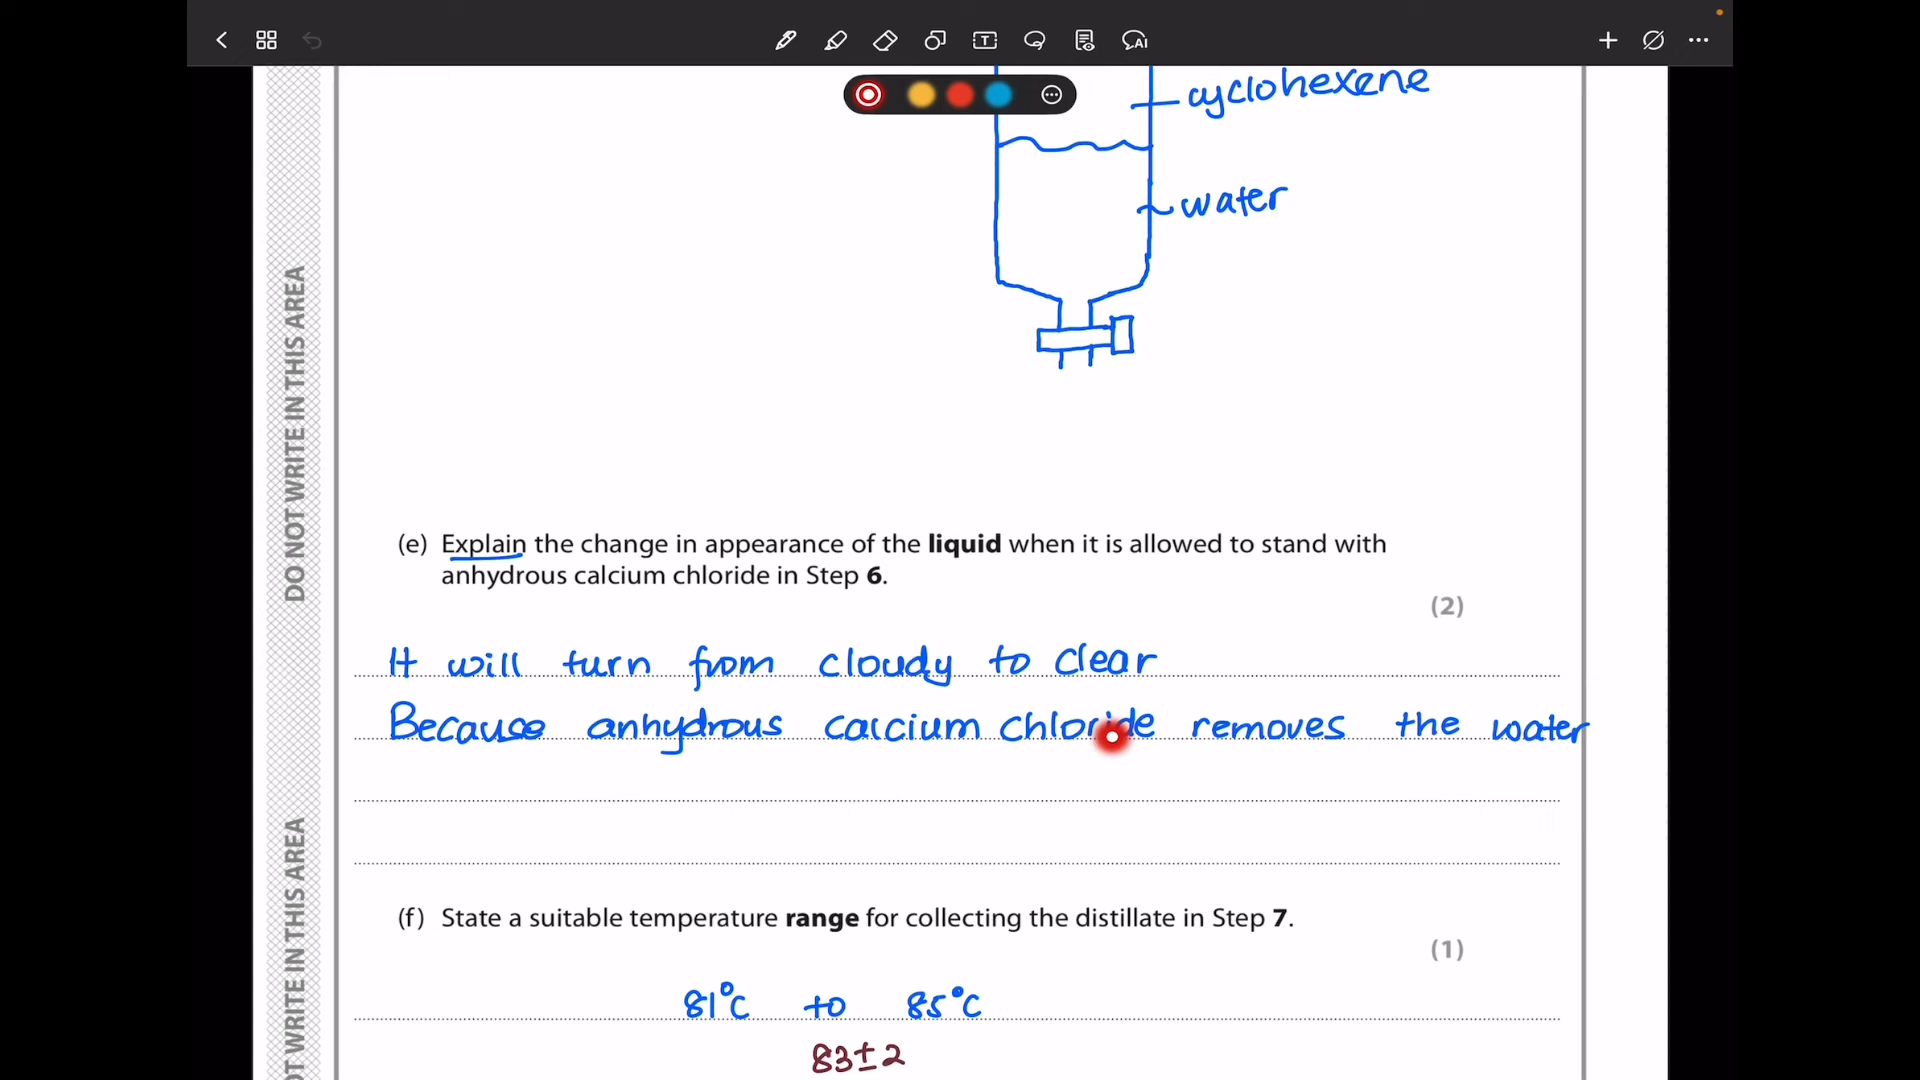 AI
cyclohexene
water
DO NOT WRITE IN THIS AREA
(e) Explain the change in appearance of the liquid when it is allowed to stand with
anhydrous calcium chloride in Step 6.
(2)
It will turn from cloudy to clear
Because anhydrous calcium chloride removes the water
(f) State a suitable temperature range for collecting the distillate in Step 7.
(1)
81°C to 85°C
83±2
OT WRITE IN THIS AREA